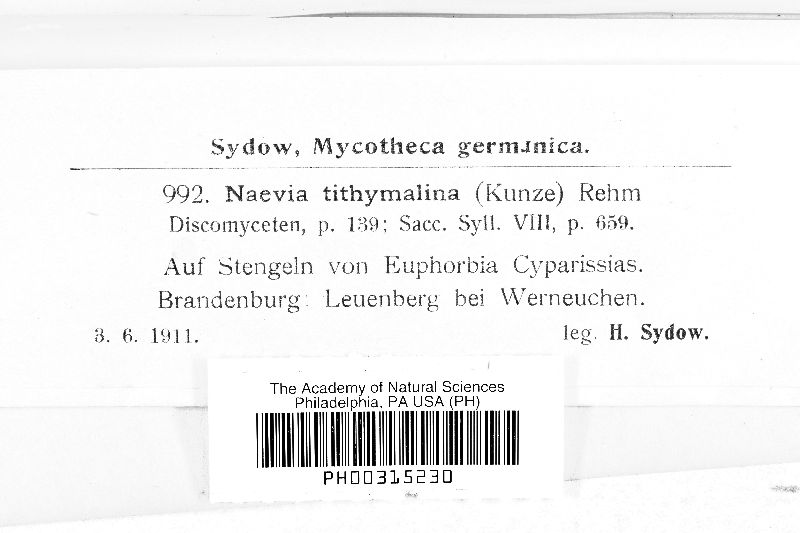 Sydow, Mycotheca germanica.
992. Naevia tithymalina (Kunze) Rehm
Discomyceten, p. 139; Sacc. Syll. VIII, p. 659.
Auf Stengeln von Euphorbia Cyparissias.
Brandenburg: Leuenberg bei Werneuchen.
3. 6. 1911. leg. H. Sydow.
The Academy of Natural Sciences
Philadelphia, PA USA (PH)
PH00315230